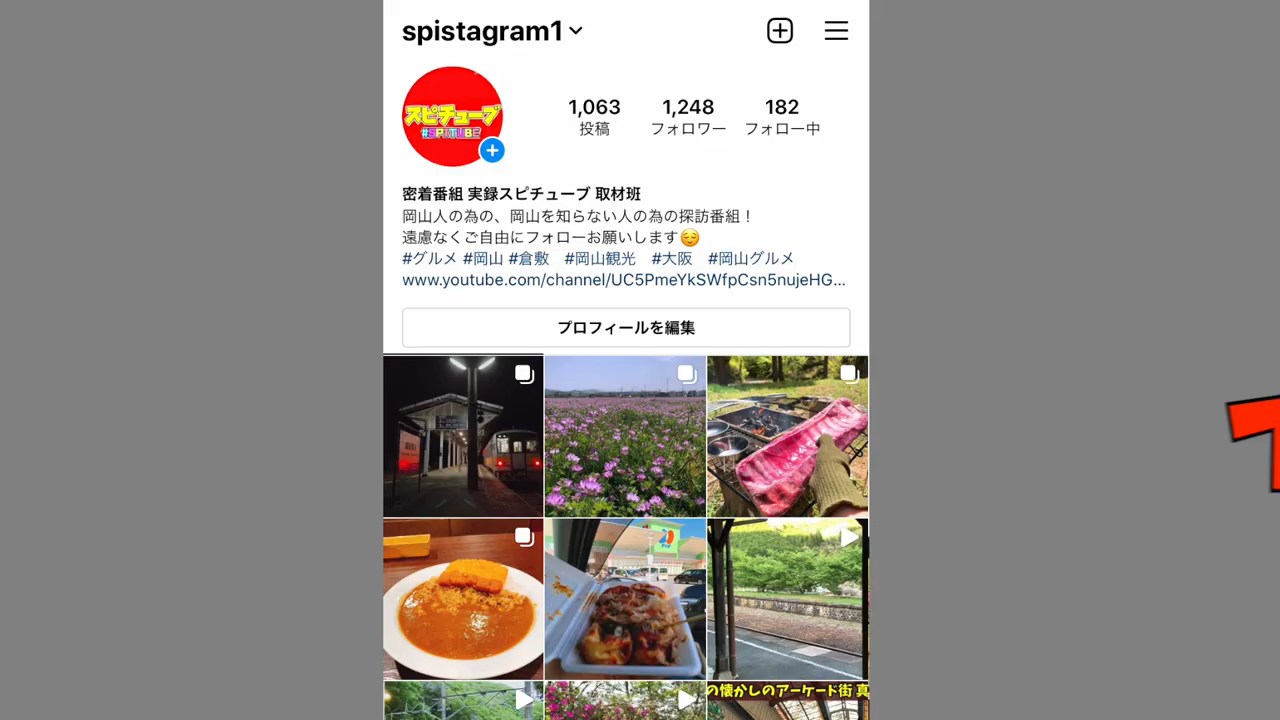 spistagram1
スピチューブ
#SPITUBE
1,063
1,248
182
投稿
フォロワー
フォロー中
密着番組 実録スピチューブ 取材班
岡山人の為の、岡山を知らない人の為の探訪番組！
遠慮なくご自由にフォローお願いします😌
#グルメ #岡山 #倉敷　#岡山観光　#大阪　#岡山グルメ
www.youtube.com/channel/UC5PmeYkSWfpCsn5nujeHG...
プロフィールを編集
の懐かしのアーケード街 真